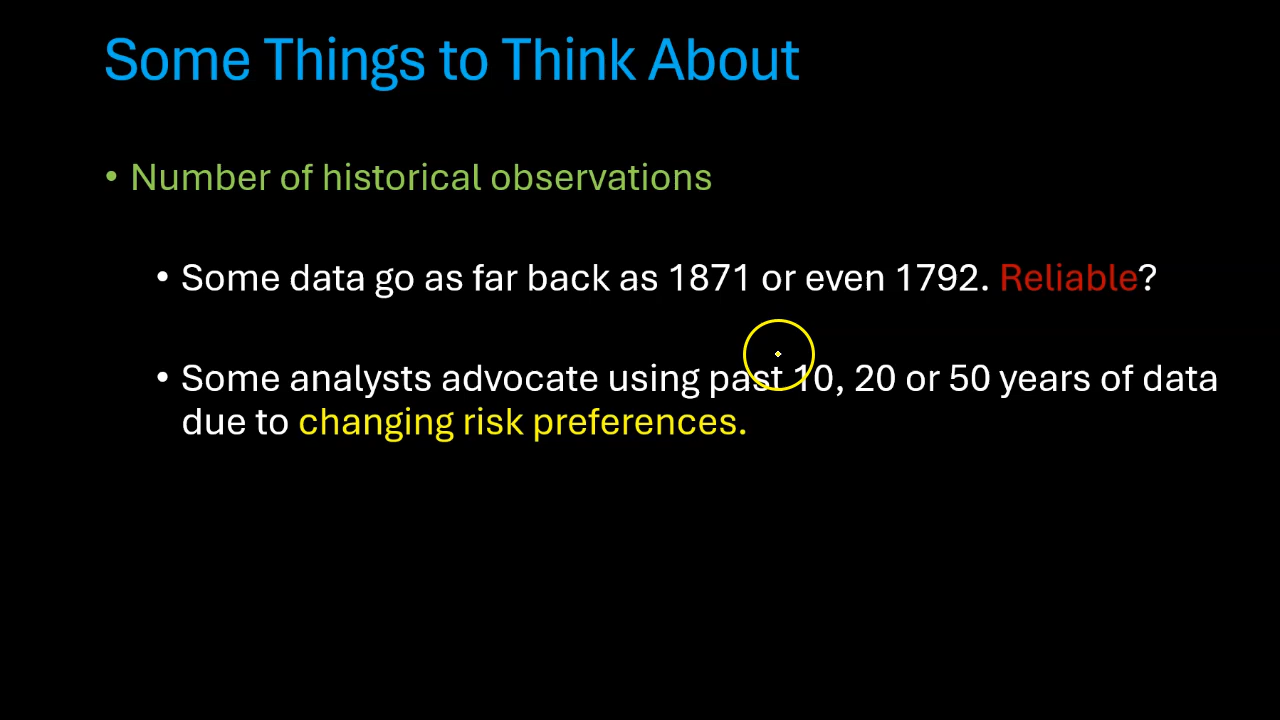 Some Things to Think About
• Number of historical observations
• Some data go as far back as 1871 or even 1792. Reliable?
• Some analysts advocate using past 10, 20 or 50 years of data
due to changing risk preferences.